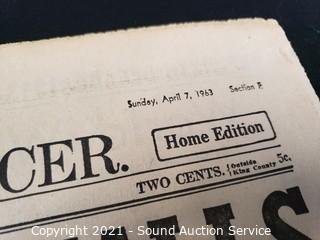 Sunday, April 7, 1963 Section E
CER.
Home Edition
TWO CENTS. {Outside King County} 5c.
Copyright 2021 - Sound Auction Service